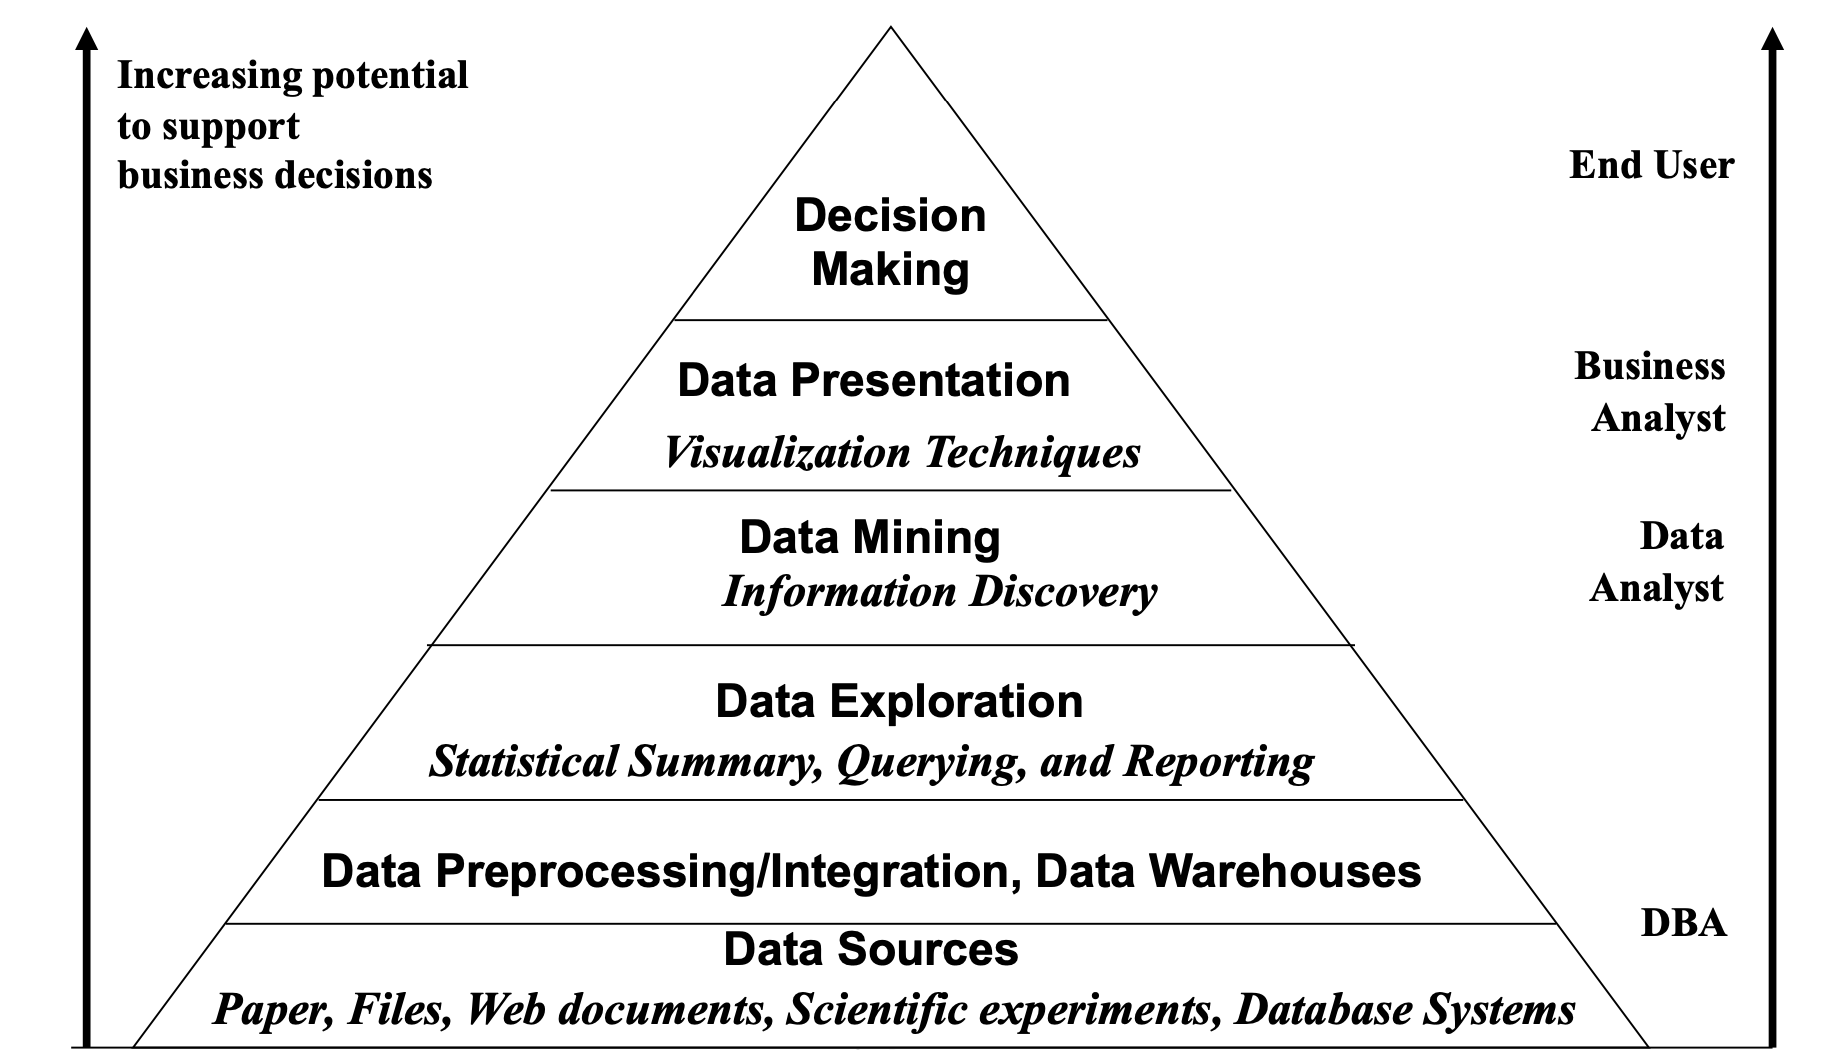 Increasing potential
to support
business decisions
End User
Decision
Making
Data Presentation
Visualization Techniques
Business
Analyst
Data Mining
Information Discovery
Data
Analyst
Data Exploration
Statistical Summary, Querying, and Reporting
Data Preprocessing/Integration, Data Warehouses
DBA
Data Sources
Paper, Files, Web documents, Scientific experiments, Database Systems